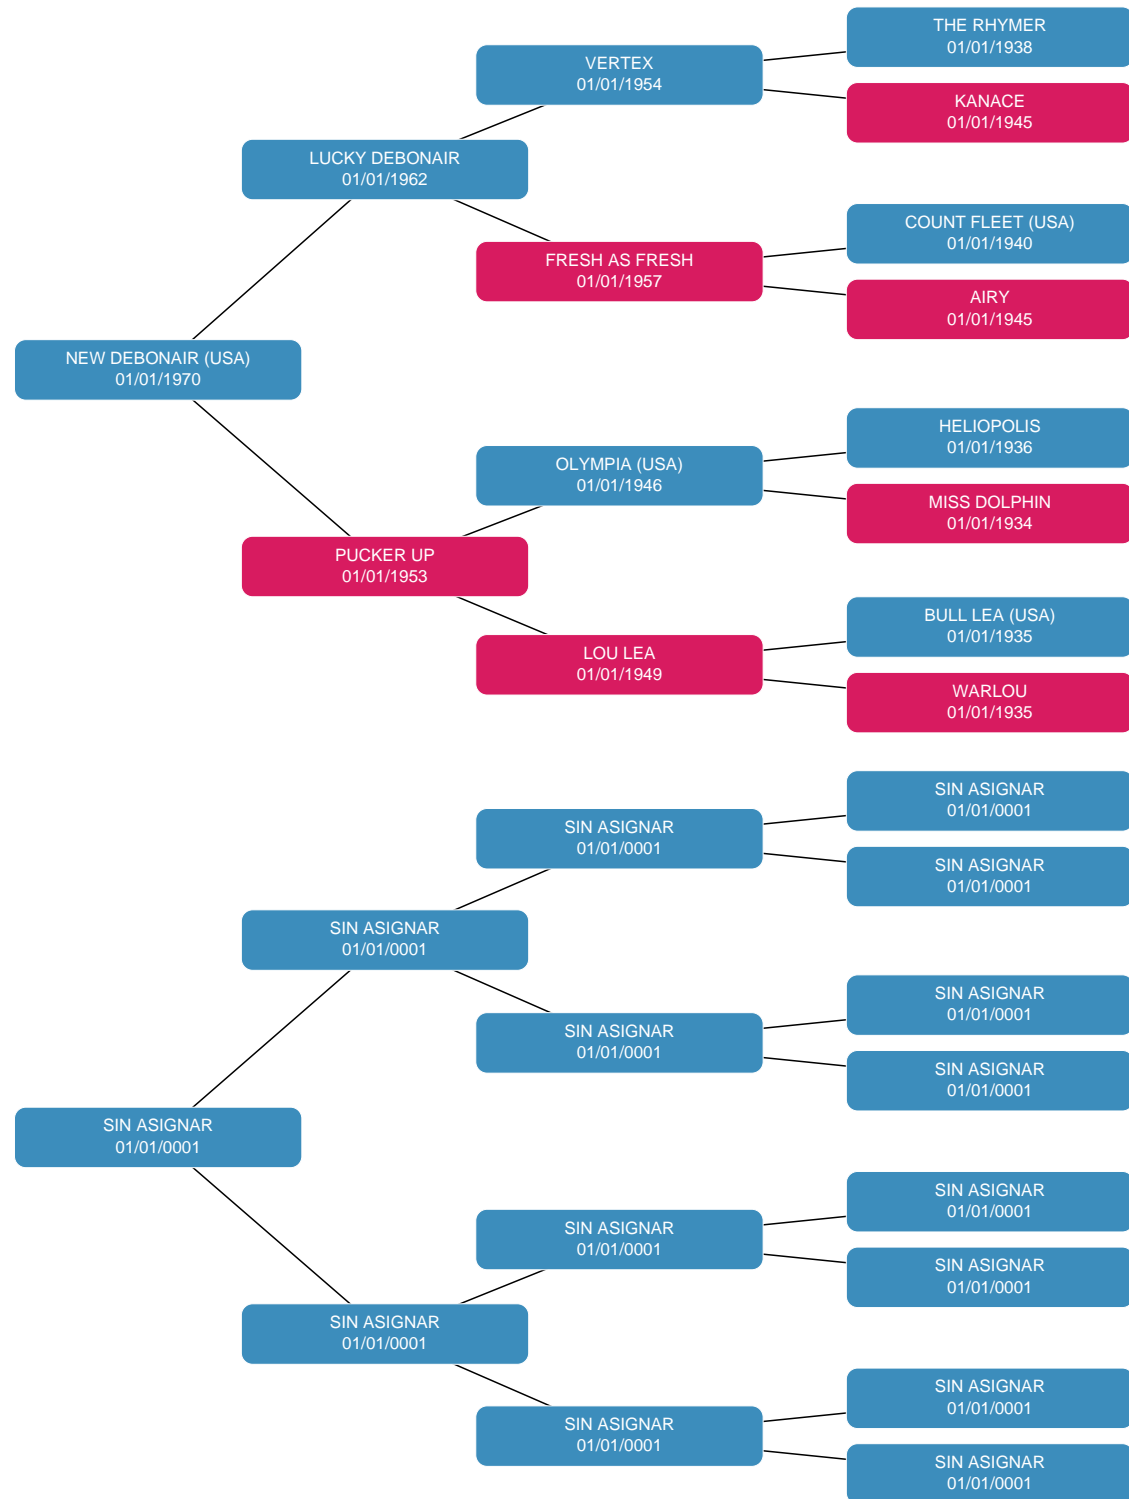 THE RHYMER
01/01/1938
VERTEX
01/01/1954
KANACE
01/01/1945
LUCKY DEBONAIR
01/01/1962
COUNT FLEET (USA)
01/01/1940
FRESH AS FRESH
01/01/1957
AIRY
01/01/1945
NEW DEBONAIR (USA)
01/01/1970
HELIOPOLIS
01/01/1936
OLYMPIA (USA)
01/01/1946
MISS DOLPHIN
01/01/1934
PUCKER UP
01/01/1953
BULL LEA (USA)
01/01/1935
LOU LEA
01/01/1949
WARLOU
01/01/1935
SIN ASIGNAR
01/01/0001
SIN ASIGNAR
01/01/0001
SIN ASIGNAR
01/01/0001
SIN ASIGNAR
01/01/0001
SIN ASIGNAR
01/01/0001
SIN ASIGNAR
01/01/0001
SIN ASIGNAR
01/01/0001
SIN ASIGNAR
01/01/0001
SIN ASIGNAR
01/01/0001
SIN ASIGNAR
01/01/0001
SIN ASIGNAR
01/01/0001
SIN ASIGNAR
01/01/0001
SIN ASIGNAR
01/01/0001
SIN ASIGNAR
01/01/0001
SIN ASIGNAR
01/01/0001